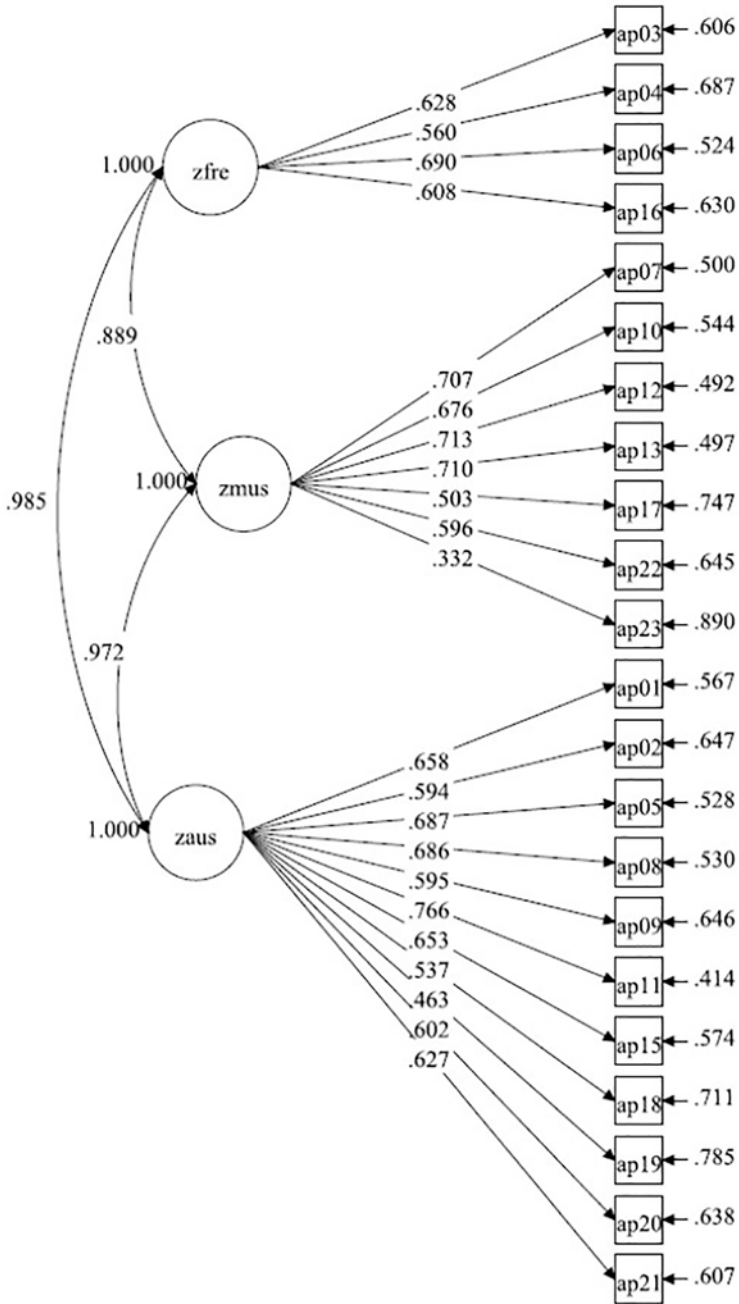 ap03 .606
ap04 .687
.628
.560
ap06 .524
.690
1.000 zfre
.608
ap16 .630
ap07 .500
ap10 .544
.889
.707
ap12 .492
.676
.713
ap13 .497
.710
1.000 zmus
.985
.503
ap17 .747
.596
.332
ap22 .645
ap23 .890
.972
ap01 .567
ap02 .647
.658
.594
ap05 .528
.687
1.000 zaus
.686
ap08 .530
.595
.766
ap09 .646
.653
.537
ap11 .414
.463
.602
ap15 .574
.627
ap18 .711
ap19 .785
ap20 .638
ap21 .607